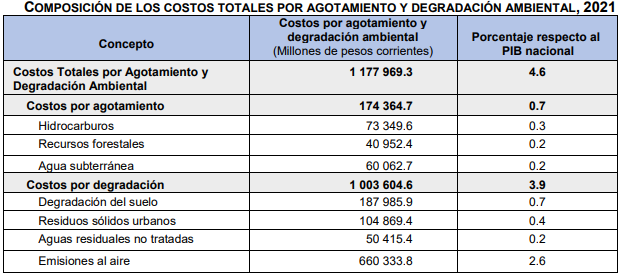 COMPOSICIÓN DE LOS COSTOS TOTALES POR AGOTAMIENTO Y DEGRADACIÓN AMBIENTAL, 2021
Concepto
Costos por agotamiento y
degradación ambiental
(Millones de pesos corrientes)
Porcentaje respecto al
PIB nacional
Costos Totales por Agotamiento y
Degradación Ambiental
1 177 969.3
4.6
Costos por agotamiento 174 364.7 0.7
Hidrocarburos 73 349.6 0.3
Recursos forestales 40 952.4 0.2
Agua subterránea 60 062.7 0.2
Costos por degradación 1 003 604.6 3.9
Degradación del suelo 187 985.9 0.7
Residuos sólidos urbanos 104 869.4 0.4
Aguas residuales no tratadas 50 415.4 0.2
Emisiones al aire 660 333.8 2.6